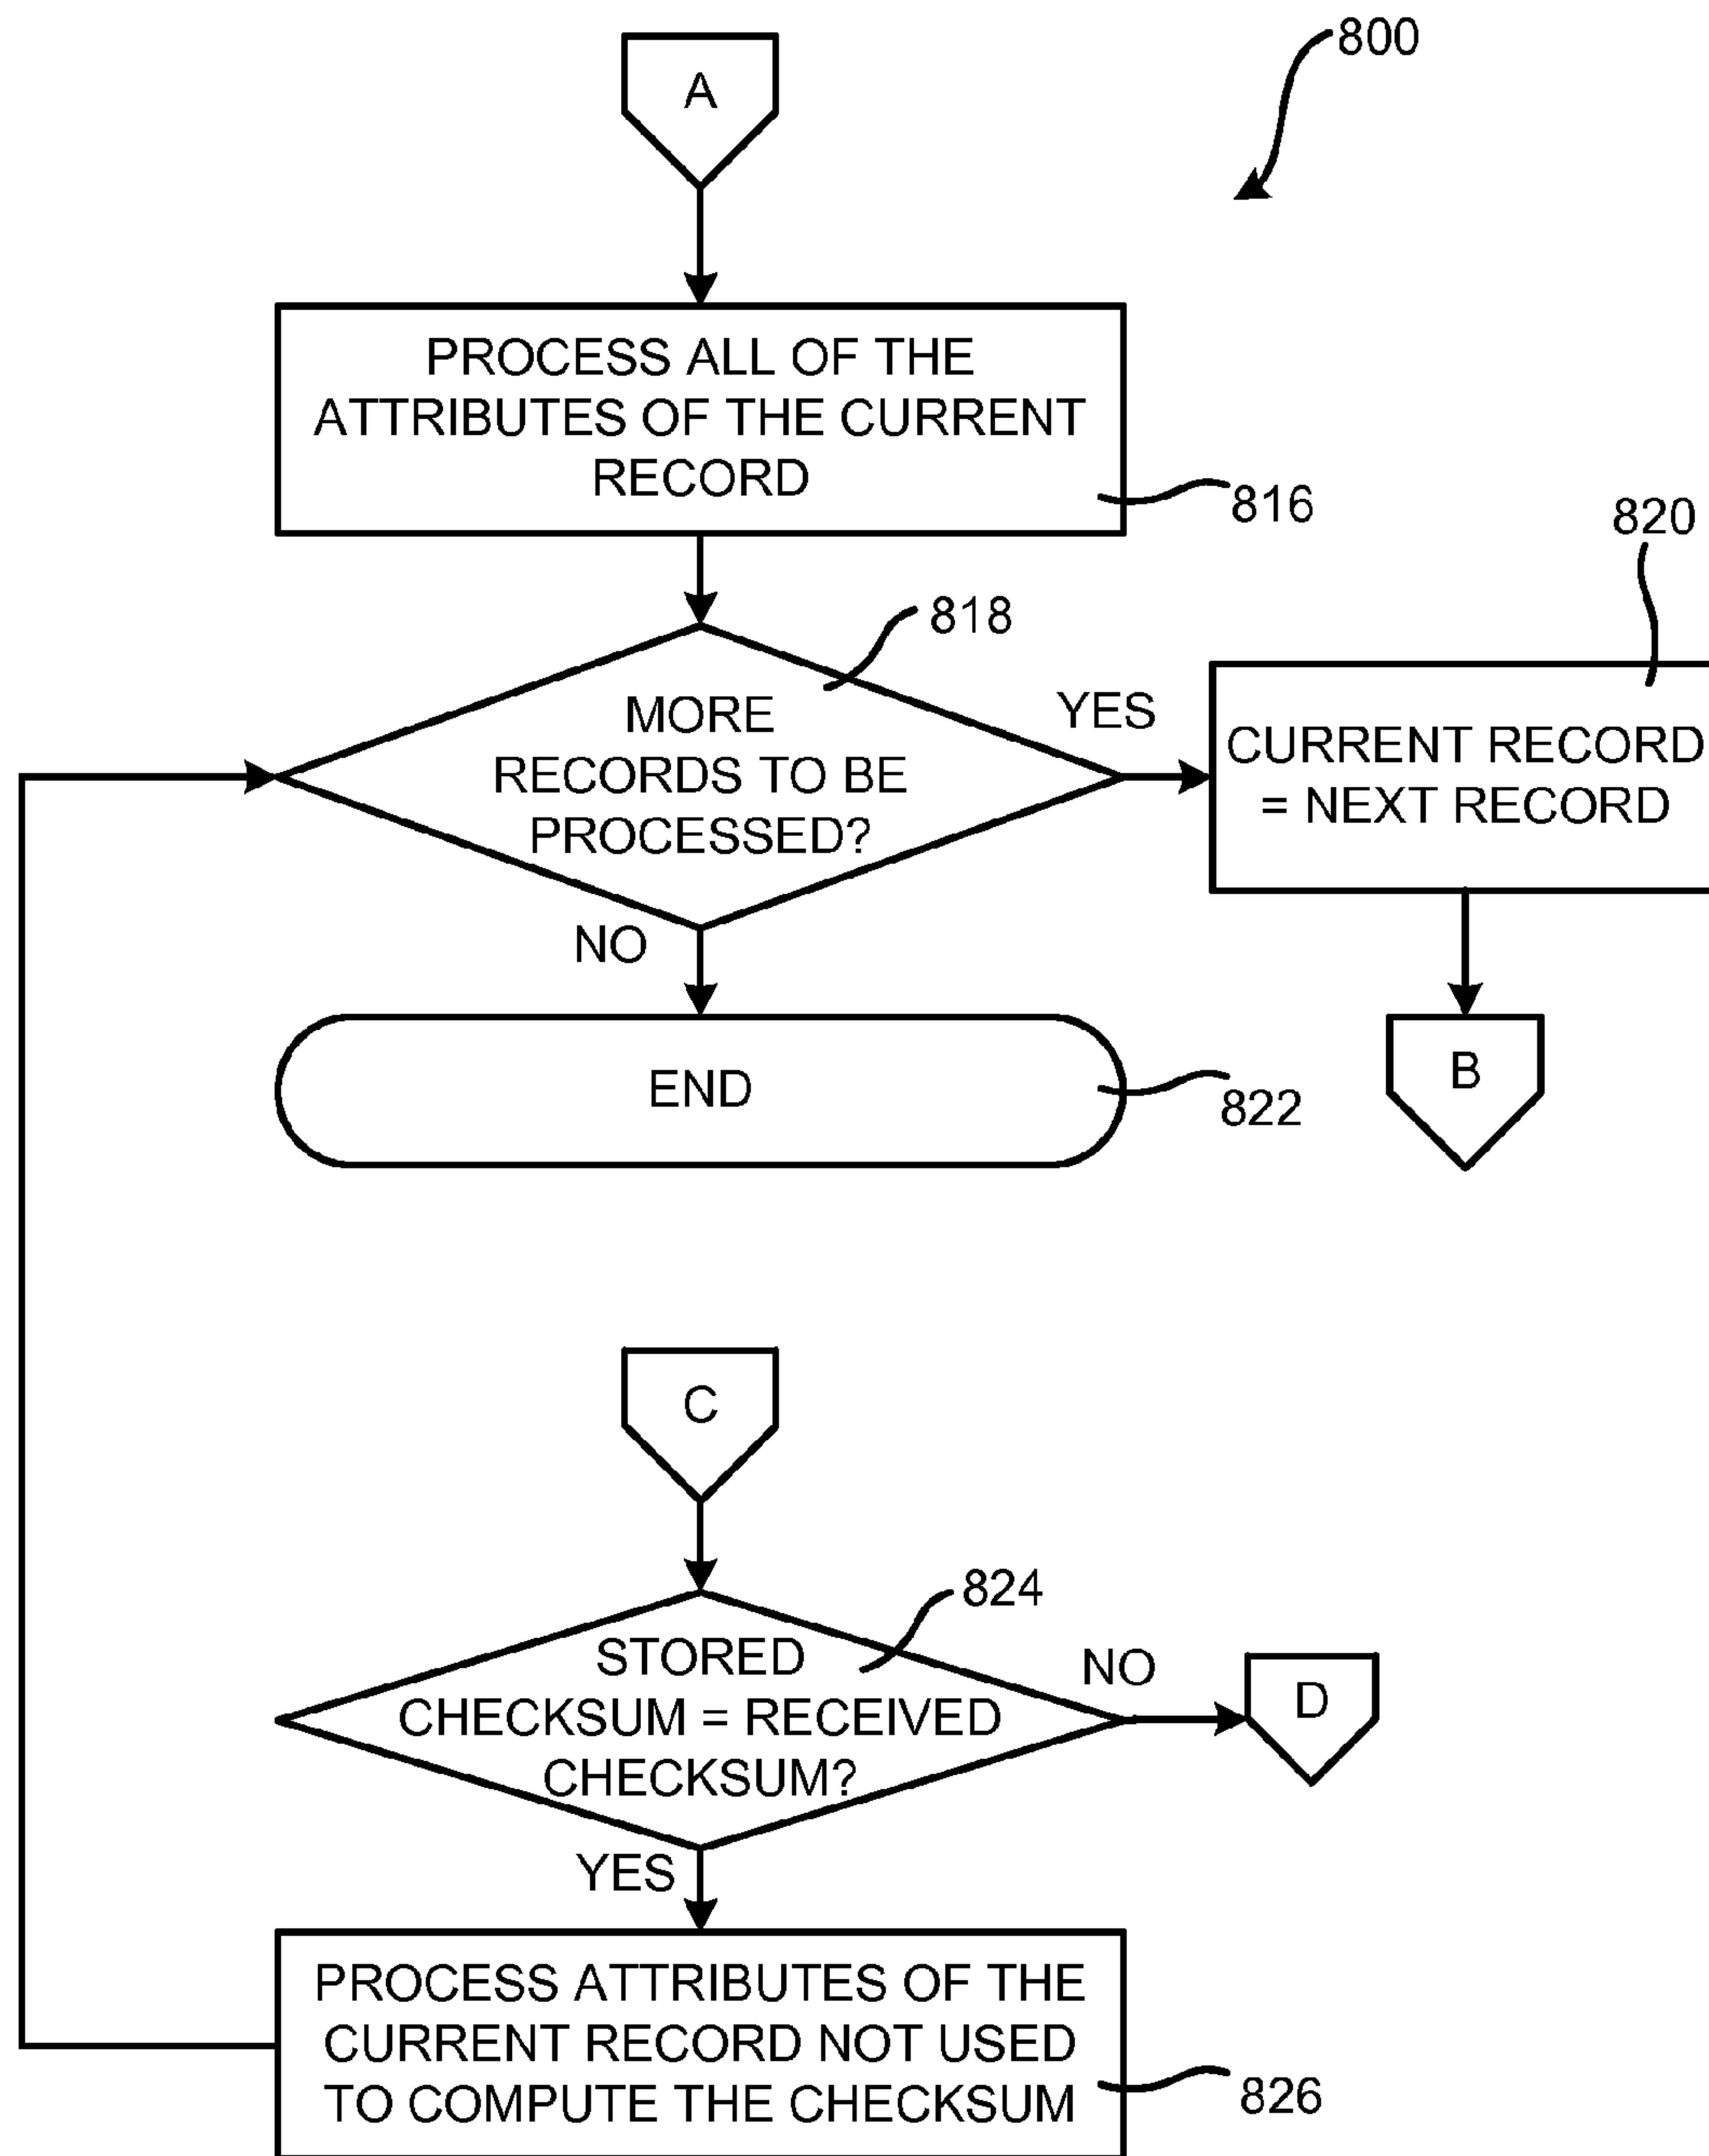 800
A
PROCESS ALL OF THE
ATTRIBUTES OF THE CURRENT
RECORD
816
820
818
MORE
RECORDS TO BE
PROCESSED?
YES
CURRENT RECORD
= NEXT RECORD
NO
END
822
B
C
824
STORED
CHECKSUM = RECEIVED
CHECKSUM?
NO
D
YES
PROCESS ATTRIBUTES OF THE
CURRENT RECORD NOT USED
TO COMPUTE THE CHECKSUM
826